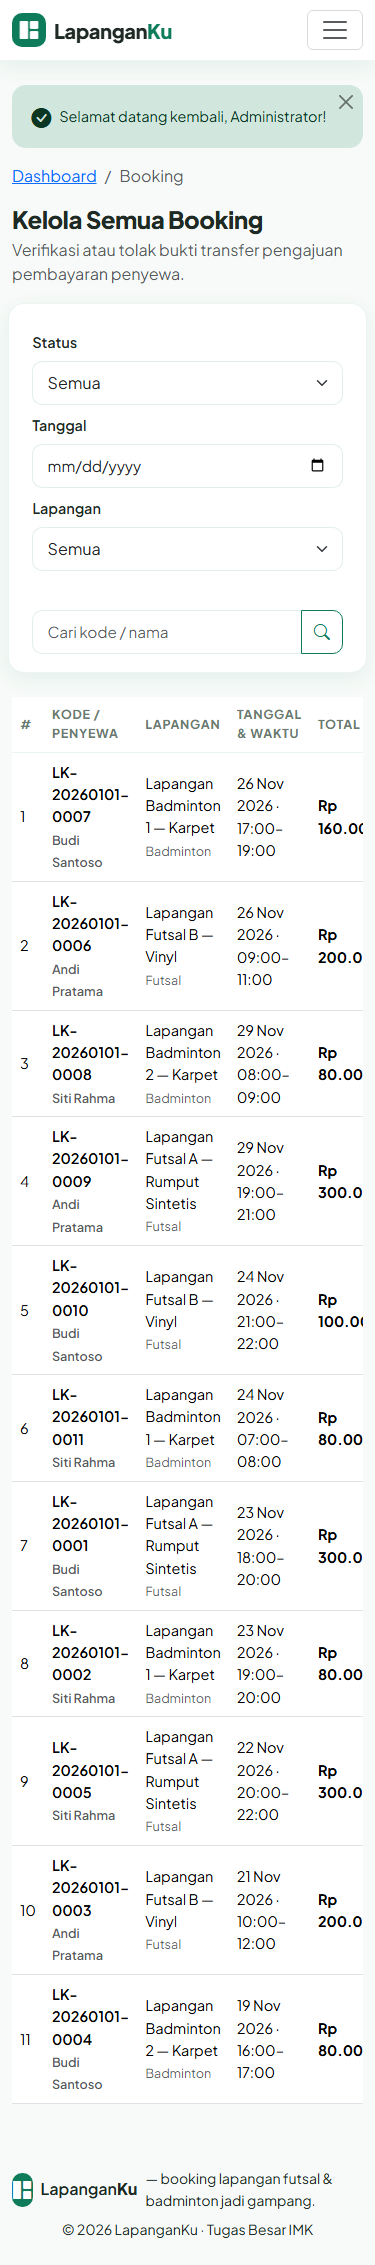 LapanganKu
Selamat datang kembali, Administrator!
Dashboard / Booking
Kelola Semua Booking
Verifikasi atau tolak bukti transfer pengajuan
pembayaran penyewa.
Status
Semua
Tanggal
mm/dd/yyyy
Lapangan
Semua
Cari kode / nama
# KODE / PENYEWA LAPANGAN TANGGAL & WAKTU TOTAL
1 LK-20260101-0007 Budi Santoso Lapangan Badminton 1 — Karpet Badminton 26 Nov 2026 · 17:00–19:00 Rp 160.00
2 LK-20260101-0006 Andi Pratama Lapangan Futsal B — Vinyl Futsal 26 Nov 2026 · 09:00–11:00 Rp 200.0
3 LK-20260101-0008 Siti Rahma Lapangan Badminton 2 — Karpet Badminton 29 Nov 2026 · 08:00–09:00 Rp 80.00
4 LK-20260101-0009 Andi Pratama Lapangan Futsal A — Rumput Sintetis Futsal 29 Nov 2026 · 19:00–21:00 Rp 300.0
5 LK-20260101-0010 Budi Santoso Lapangan Futsal B — Vinyl Futsal 24 Nov 2026 · 21:00–22:00 Rp 100.00
6 LK-20260101-0011 Siti Rahma Lapangan Badminton 1 — Karpet Badminton 24 Nov 2026 · 07:00–08:00 Rp 80.00
7 LK-20260101-0001 Budi Santoso Lapangan Futsal A — Rumput Sintetis Futsal 23 Nov 2026 · 18:00–20:00 Rp 300.0
8 LK-20260101-0002 Siti Rahma Lapangan Badminton 1 — Karpet Badminton 23 Nov 2026 · 19:00–20:00 Rp 80.00
9 LK-20260101-0005 Siti Rahma Lapangan Futsal A — Rumput Sintetis Futsal 22 Nov 2026 · 20:00–22:00 Rp 300.0
10 LK-20260101-0003 Andi Pratama Lapangan Futsal B — Vinyl Futsal 21 Nov 2026 · 10:00–12:00 Rp 200.0
11 LK-20260101-0004 Budi Santoso Lapangan Badminton 2 — Karpet Badminton 19 Nov 2026 · 16:00–17:00 Rp 80.00
LapanganKu — booking lapangan futsal &
badminton jadi gampang.
© 2026 LapanganKu · Tugas Besar IMK